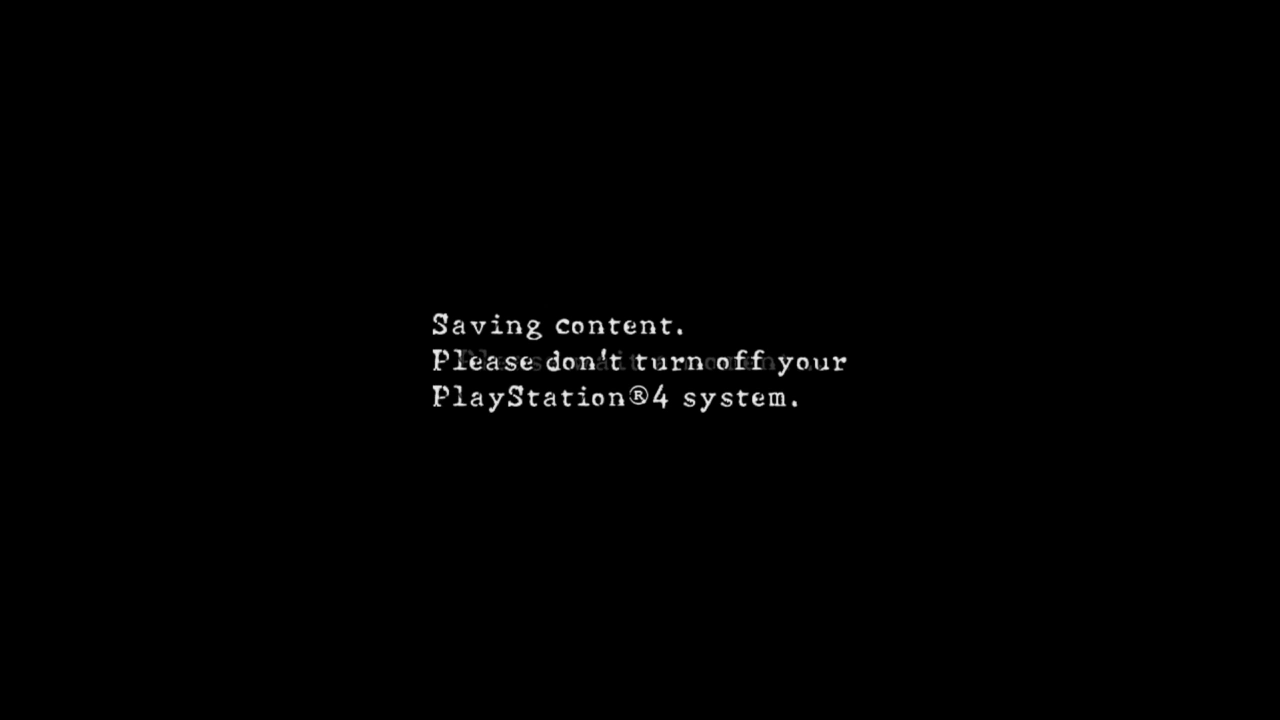 Saving content.
Please don't turn off your
PlayStation®4 system.